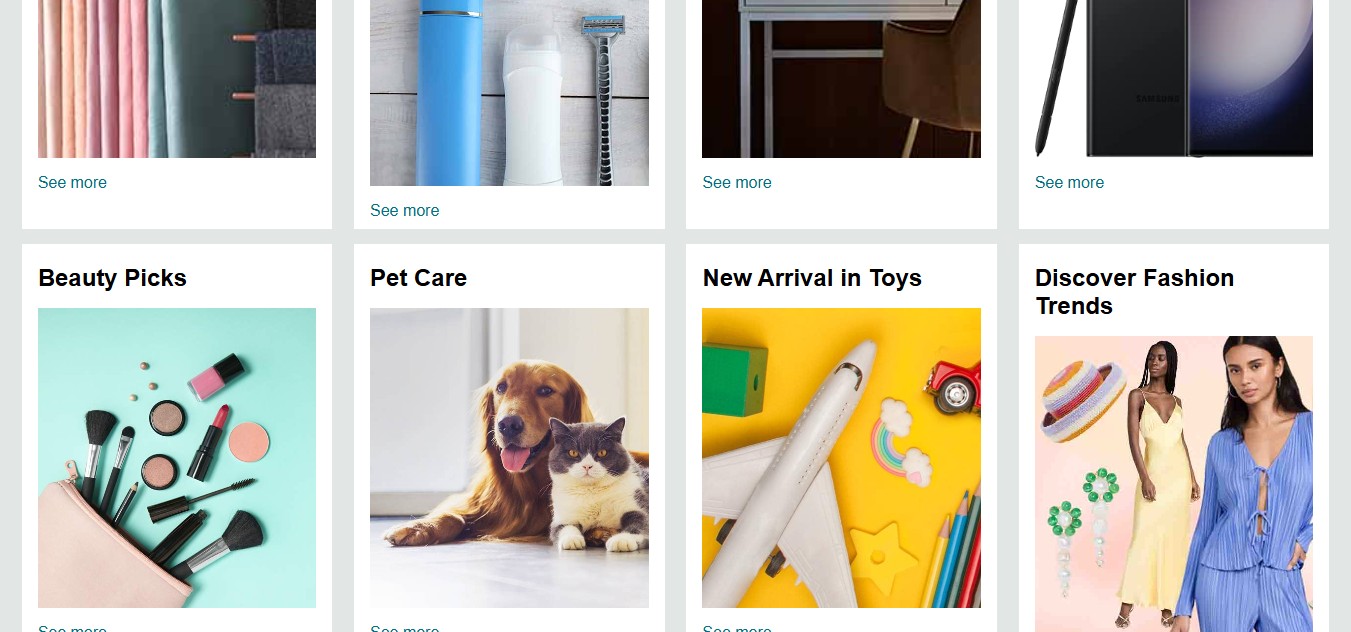 SAMSUNG
See more
See more
See more
See more
Beauty Picks
Pet Care
New Arrival in Toys
Discover Fashion
Trends
See more
See more
See more